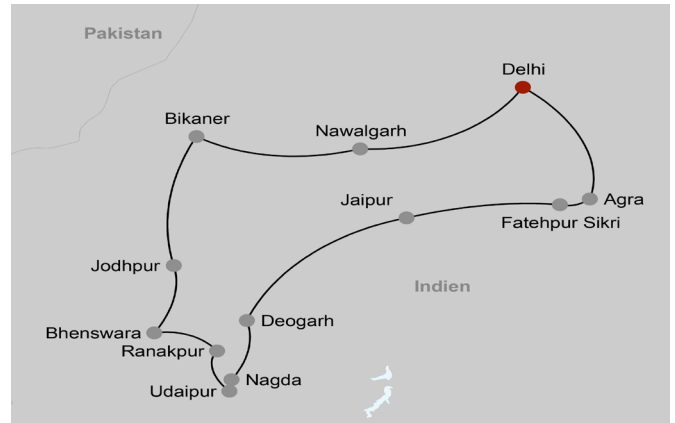 Pakistan
Delhi
Bikaner
Nawalgarh
Jaipur
Agra
Fatehpur Sikri
Jodhpur
Indien
Deogarh
Bhenswara
Ranakpur
Nagda
Udaipur